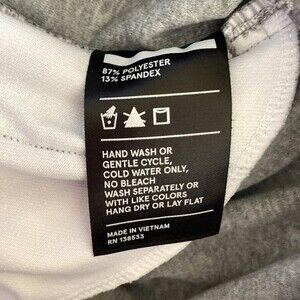 87% POLYESTER
13% SPANDEX
HAND WASH OR
GENTLE CYCLE,
COLD WATER ONLY,
NO BLEACH
WASH SEPARATELY OR
WITH LIKE COLORS
HANG DRY OR LAY FLAT
MADE IN VIETNAM
RN 138533